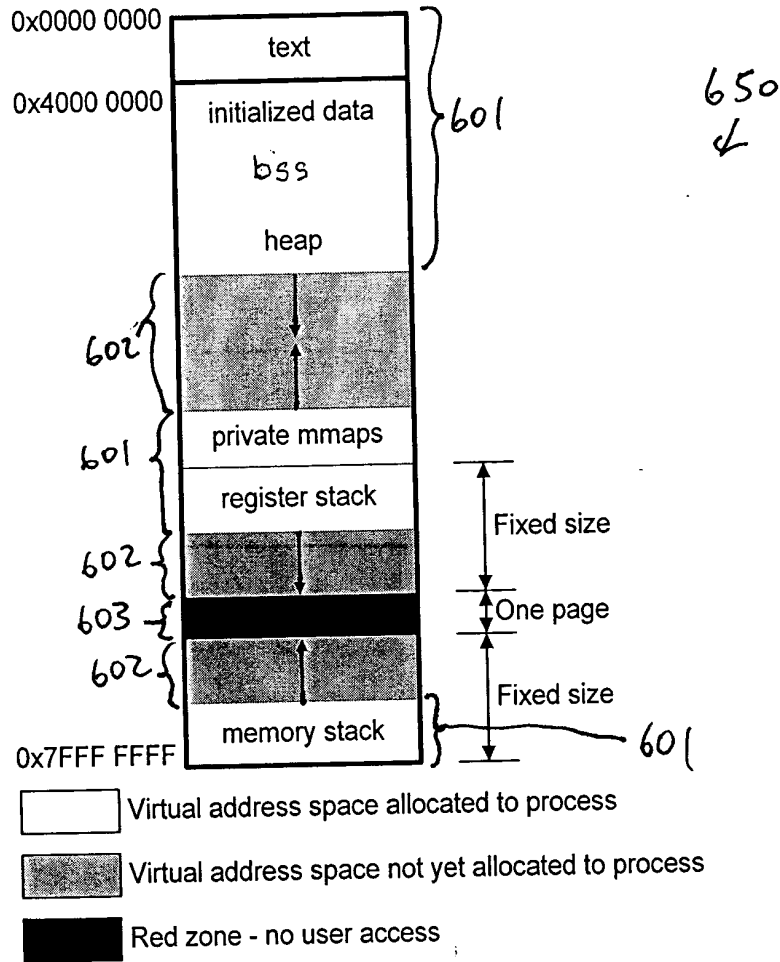 0x0000 0000
text
0x4000 0000
initialized data
601
650
bss
heap
602
601
private mmaps
register stack
Fixed size
602
603
One page
602
Fixed size
memory stack
601
0x7FFF FFFF
Virtual address space allocated to process
Virtual address space not yet allocated to process
Red zone - no user access